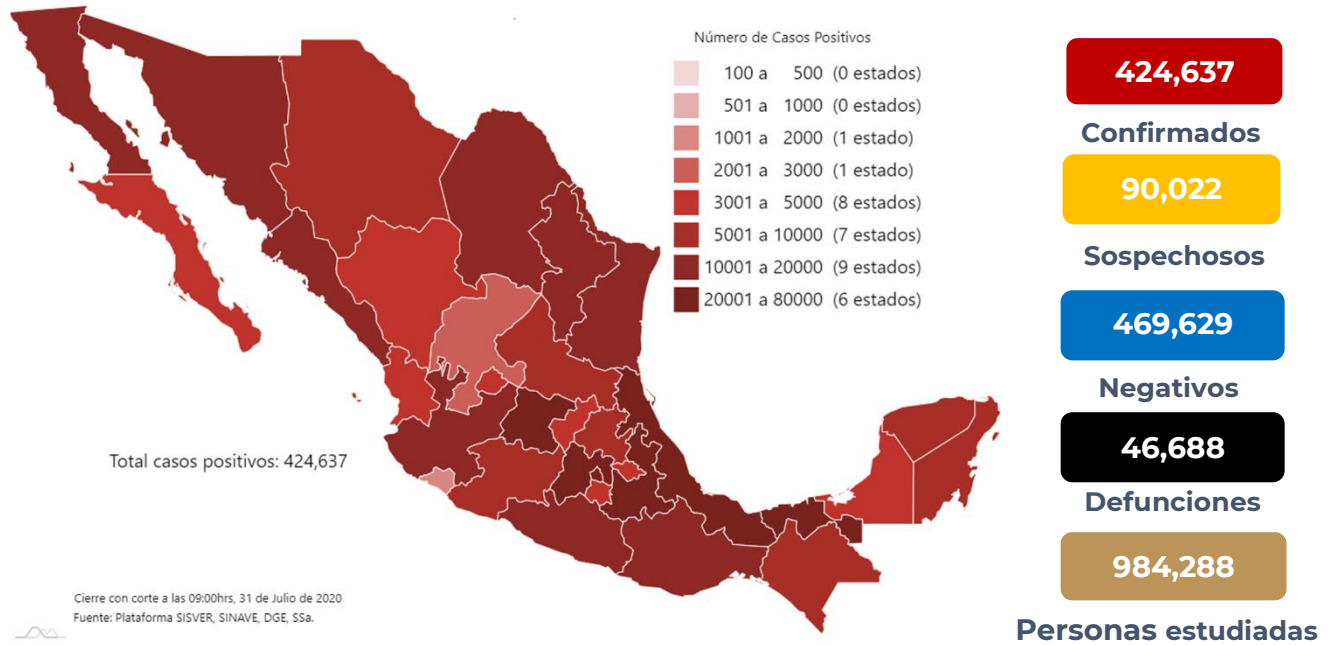 Número de Casos Positivos
100 a 500 (0 estados)
501 a 1000 (0 estados)
1001 a 2000 (1 estado)
2001 a 3000 (1 estado)
3001 a 5000 (8 estados)
5001 a 10000 (7 estados)
10001 a 20000 (9 estados)
20001 a 80000 (6 estados)
Total casos positivos: 424,637
Cierre con corte a las 09:00hrs, 31 de Julio de 2020
Fuente: Plataforma SISVER, SINAVE, DGE, SSa.
424,637
Confirmados
90,022
Sospechosos
469,629
Negativos
46,688
Defunciones
984,288
Personas estudiadas